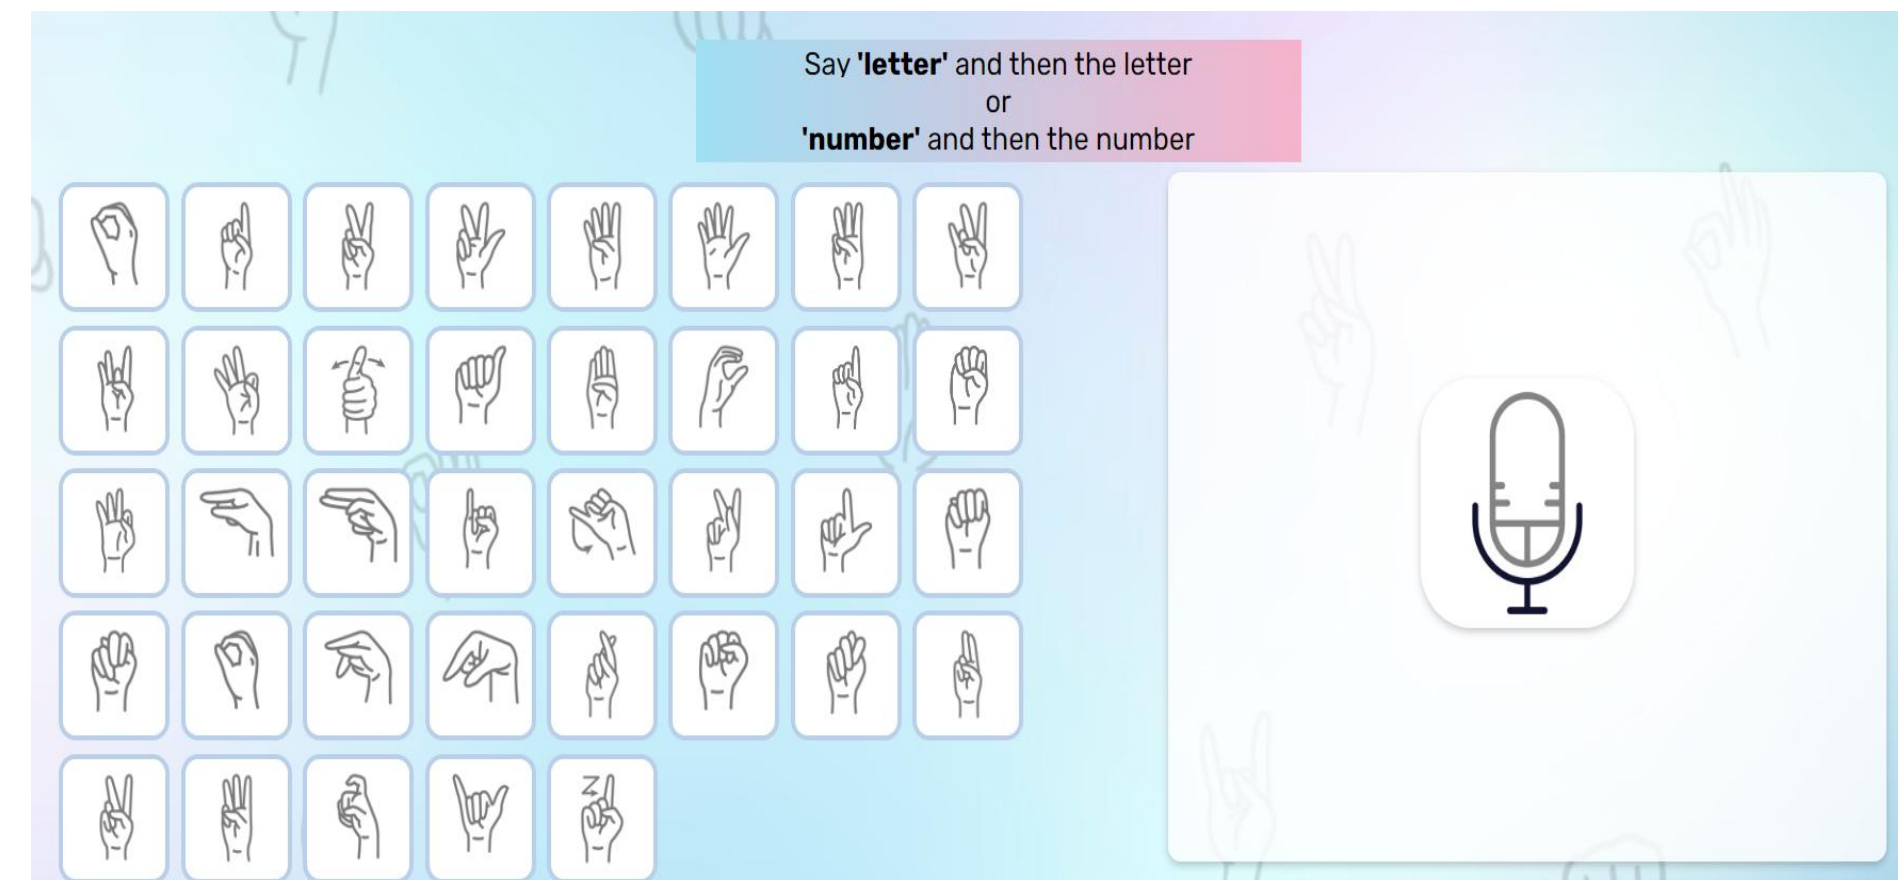 Say 'letter' and then the letter
or
'number' and then the number
Z